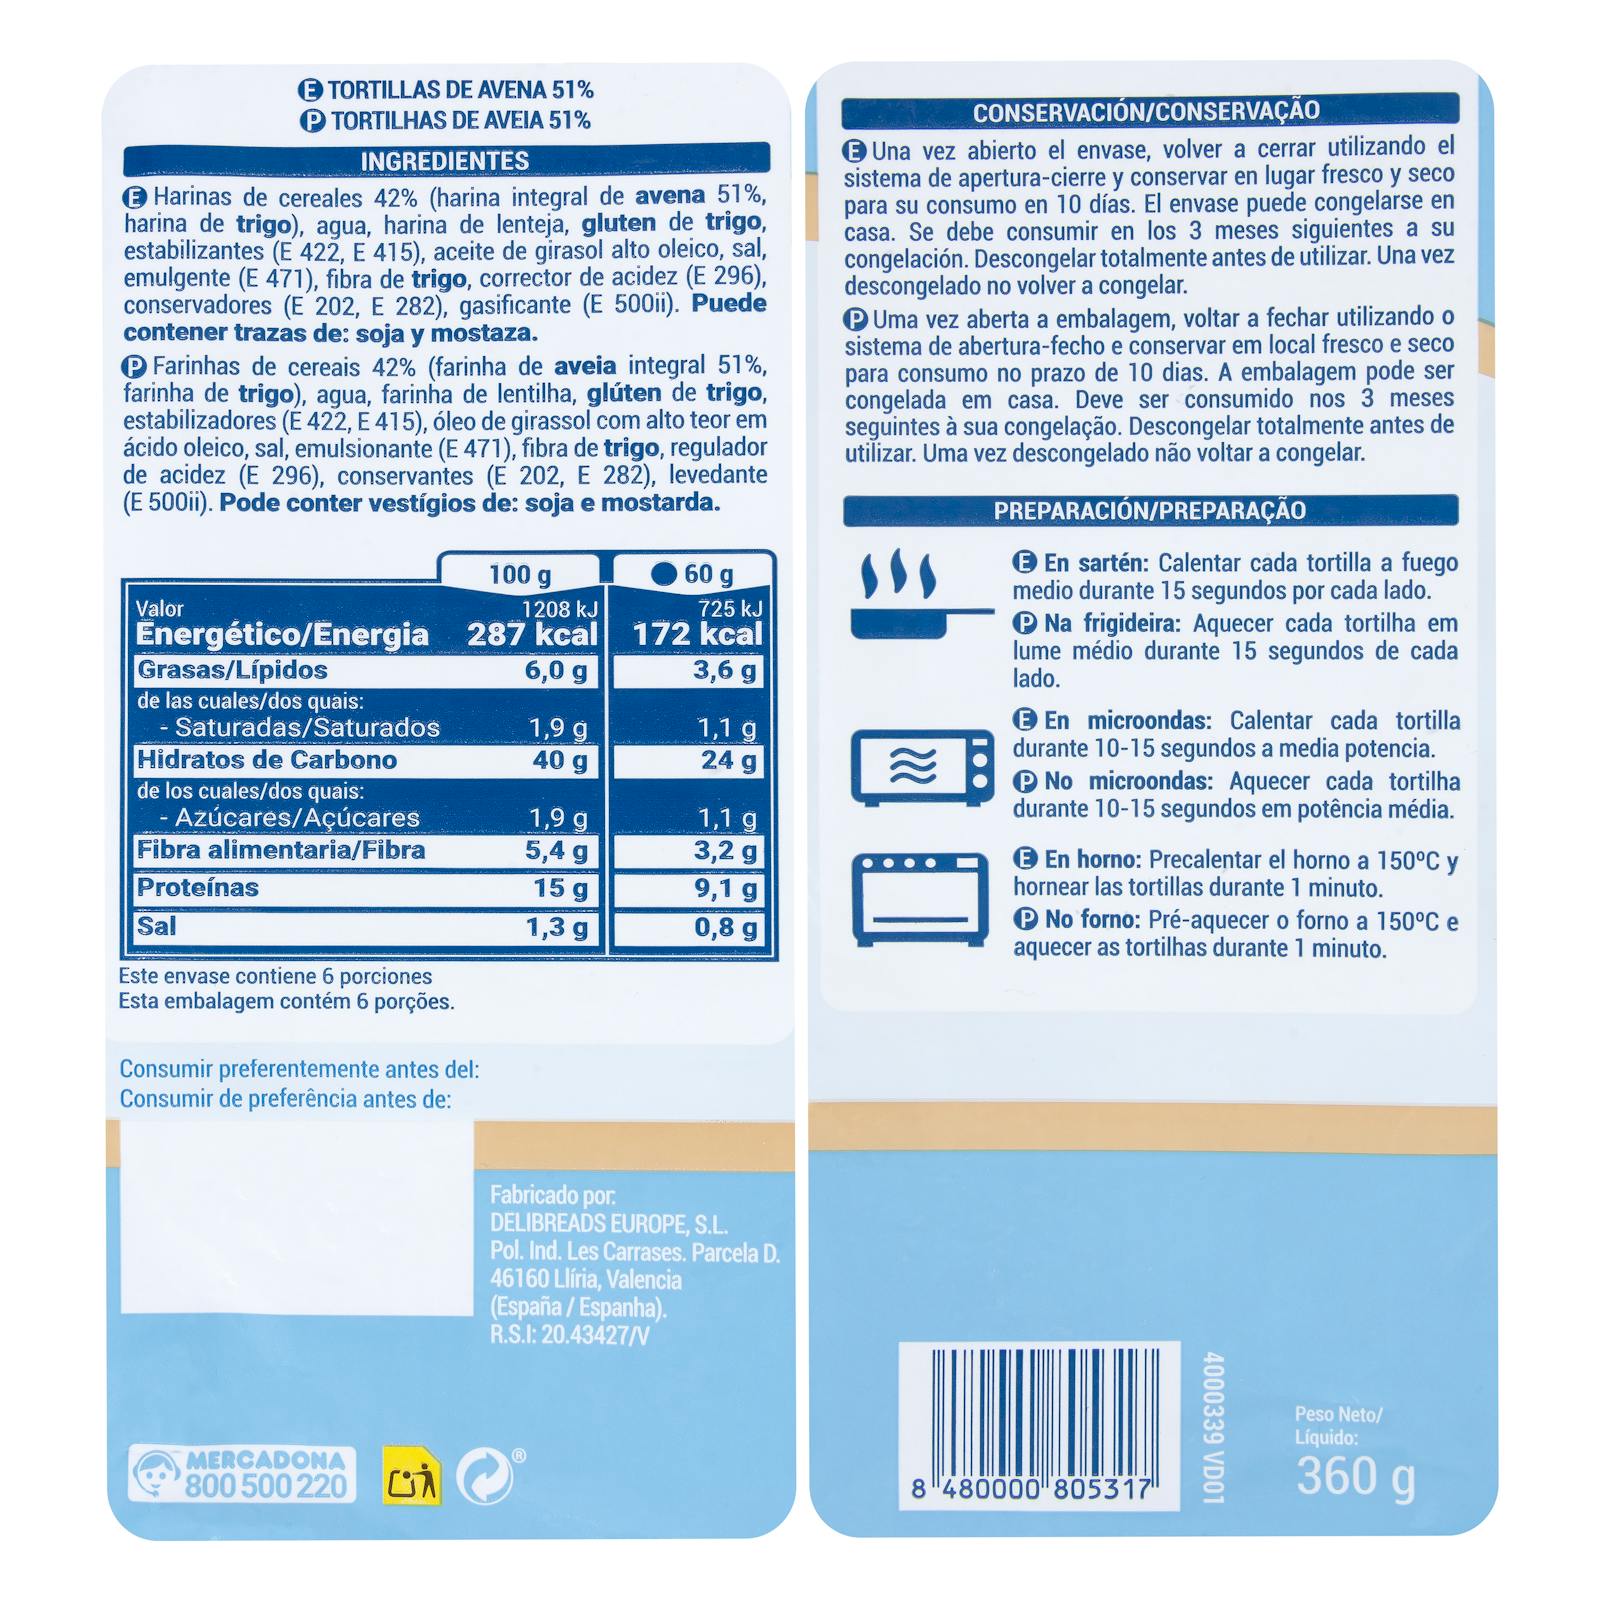 E TORTILLAS DE AVENA 51%
P TORTILHAS DE AVEIA 51%
INGREDIENTES
E Harinas de cereales 42% (harina integral de avena 51%,
harina de trigo), agua, harina de lenteja, gluten de trigo,
estabilizantes (E 422, E 415), aceite de girasol alto oleico, sal,
emulgente (E 471), fibra de trigo, corrector de acidez (E 296),
conservadores (E 202, E 282), gasificante (E 500ii). Puede
contener trazas de: soja y mostaza.
P Farinhas de cereais 42% (farinha de aveia integral 51%,
farinha de trigo), agua, farinha de lentilha, glúten de trigo,
estabilizadores (E 422, E 415), óleo de girassol com alto teor em
ácido oleico, sal, emulsionante (E 471), fibra de trigo, regulador
de acidez (E 296), conservantes (E 202, E 282), levedante
(E 500ii). Pode conter vestígios de: soja e mostarda.
100 g 60 g
Valor 1208 kJ 725 kJ
Energético/Energia 287 kcal 172 kcal
Grasas/Lípidos 6,0 g 3,6 g
de las cuales/dos quais:
- Saturadas/Saturados 1,9 g 1,1 g
Hidratos de Carbono 40 g 24 g
de los cuales/dos quais:
- Azúcares/Açúcares 1,9 g 1,1 g
Fibra alimentaria/Fibra 5,4 g 3,2 g
Proteínas 15 g 9,1 g
Sal 1,3 g 0,8 g
Este envase contiene 6 porciones
Esta embalagem contém 6 porções.
Consumir preferentemente antes del:
Consumir de preferência antes de:
Fabricado por:
DELIBREADS EUROPE, S.L.
Pol. Ind. Les Carrases. Parcela D.
46160 Llíria, Valencia
(España / Espanha).
R.S.I: 20.43427/V
MERCADONA
800 500 220
®
CONSERVACIÓN/CONSERVAÇÃO
E Una vez abierto el envase, volver a cerrar utilizando el
sistema de apertura-cierre y conservar en lugar fresco y seco
para su consumo en 10 días. El envase puede congelarse en
casa. Se debe consumir en los 3 meses siguientes a su
congelación. Descongelar totalmente antes de utilizar. Una vez
descongelado no volver a congelar.
P Uma vez aberta a embalagem, voltar a fechar utilizando o
sistema de abertura-fecho e conservar em local fresco e seco
para consumo no prazo de 10 dias. A embalagem pode ser
congelada em casa. Deve ser consumido nos 3 meses
seguintes à sua congelação. Descongelar totalmente antes de
utilizar. Uma vez descongelado não voltar a congelar.
PREPARACIÓN/PREPARAÇÃO
E En sartén: Calentar cada tortilla a fuego
medio durante 15 segundos por cada lado.
P Na frigideira: Aquecer cada tortilha em
lume médio durante 15 segundos de cada
lado.
E En microondas: Calentar cada tortilla
durante 10-15 segundos a media potencia.
P No microondas: Aquecer cada tortilha
durante 10-15 segundos em potência média.
E En horno: Precalentar el horno a 150ºC y
hornear las tortillas durante 1 minuto.
P No forno: Pré-aquecer o forno a 150ºC e
aquecer as tortilhas durante 1 minuto.
8 480000 805317
4000339 VD01
Peso Neto/
Líquido:
360 g